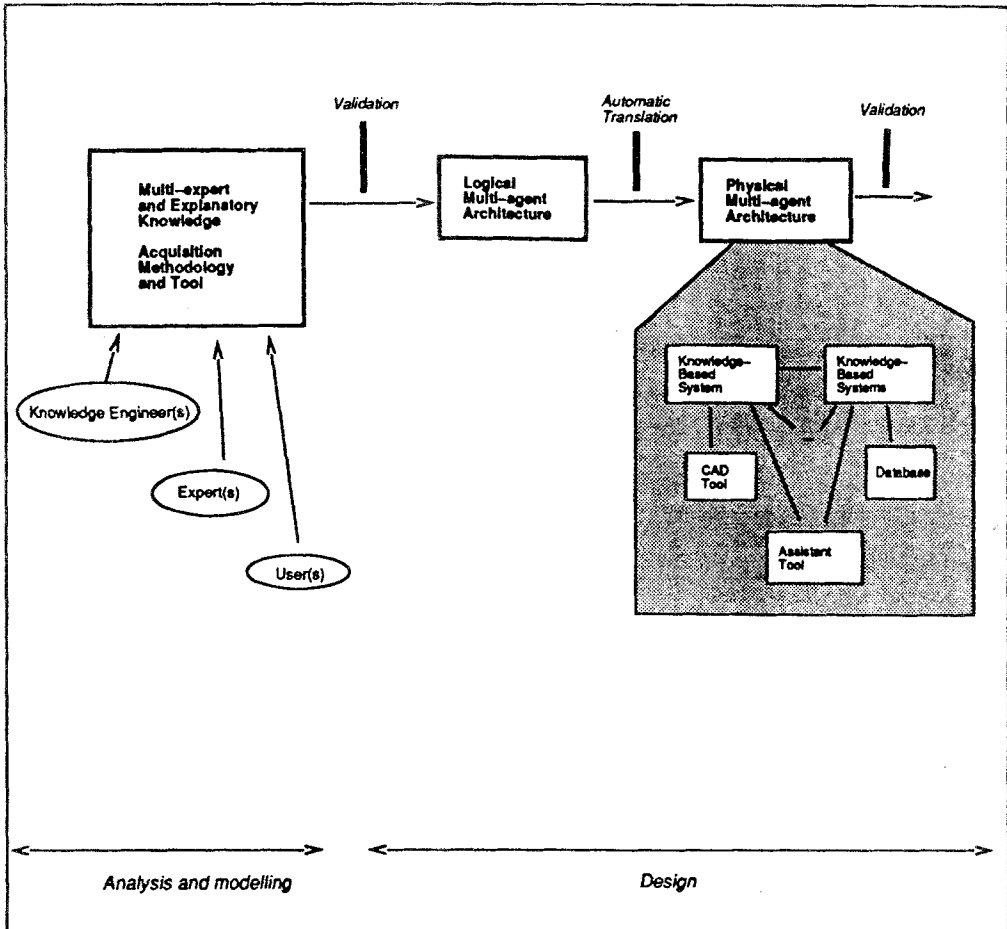 Validation
Automatic
Translation
Validation
Multi-expert
and Explanatory
Knowledge
Acquisition
Methodology
and Tool
Logical
Multi-agent
Architecture
Physical
Multi-agent
Architecture
Knowledge-
Based
System
Knowledge-
Based
Systems
Knowledge Engineer(s)
CAD
Tool
Database
Expert(s)
Assistant
Tool
User(s)
Analysis and modelling
Design